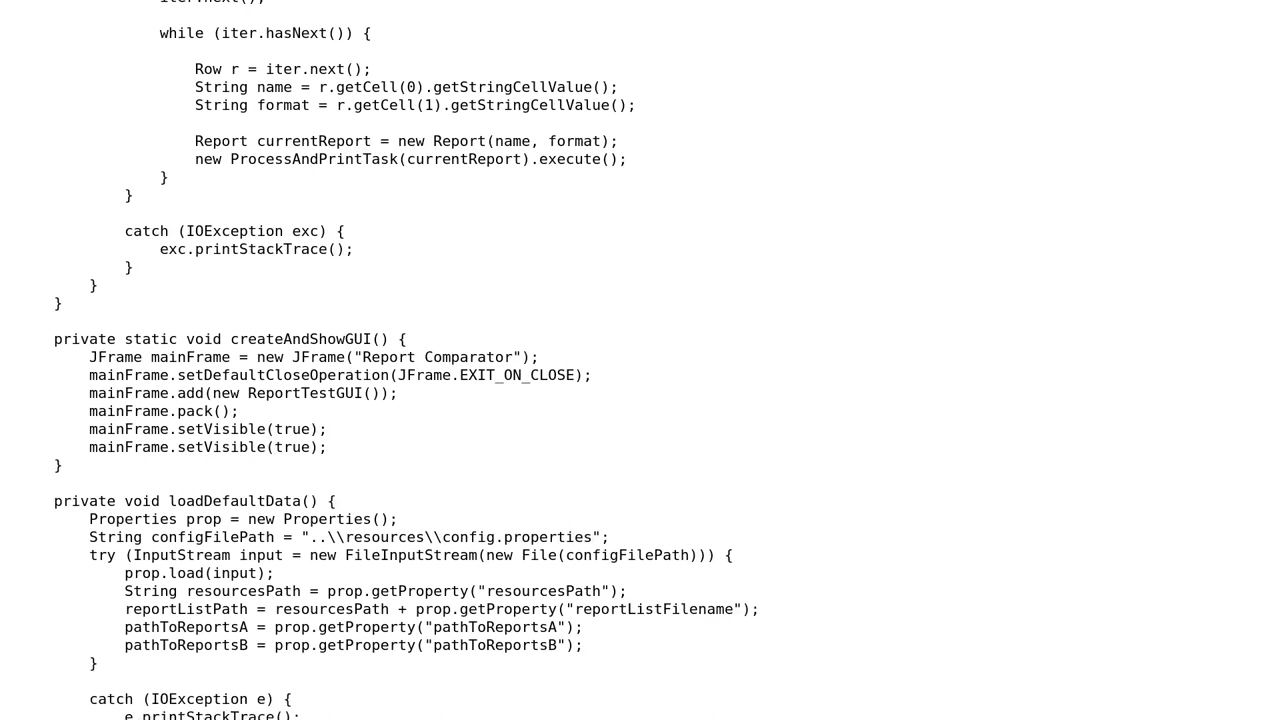 iter.next();
while (iter.hasNext()) {
Row r = iter.next();
String name = r.getCell(0).getStringCellValue();
String format = r.getCell(1).getStringCellValue();
Report currentReport = new Report(name, format);
new ProcessAndPrintTask(currentReport).execute();
}
}
catch (IOException exc) {
exc.printStackTrace();
}
}
}
private static void createAndShowGUI() {
JFrame mainFrame = new JFrame("Report Comparator");
mainFrame.setDefaultCloseOperation(JFrame.EXIT_ON_CLOSE);
mainFrame.add(new ReportTestGUI());
mainFrame.pack();
mainFrame.setVisible(true);
mainFrame.setVisible(true);
}
private void loadDefaultData() {
Properties prop = new Properties();
String configFilePath = "..\\resources\\config.properties";
try (InputStream input = new FileInputStream(new File(configFilePath))) {
prop.load(input);
String resourcesPath = prop.getProperty("resourcesPath");
reportListPath = resourcesPath + prop.getProperty("reportListFilename");
pathToReportsA = prop.getProperty("pathToReportsA");
pathToReportsB = prop.getProperty("pathToReportsB");
}
catch (IOException e) {
e.printStackTrace();